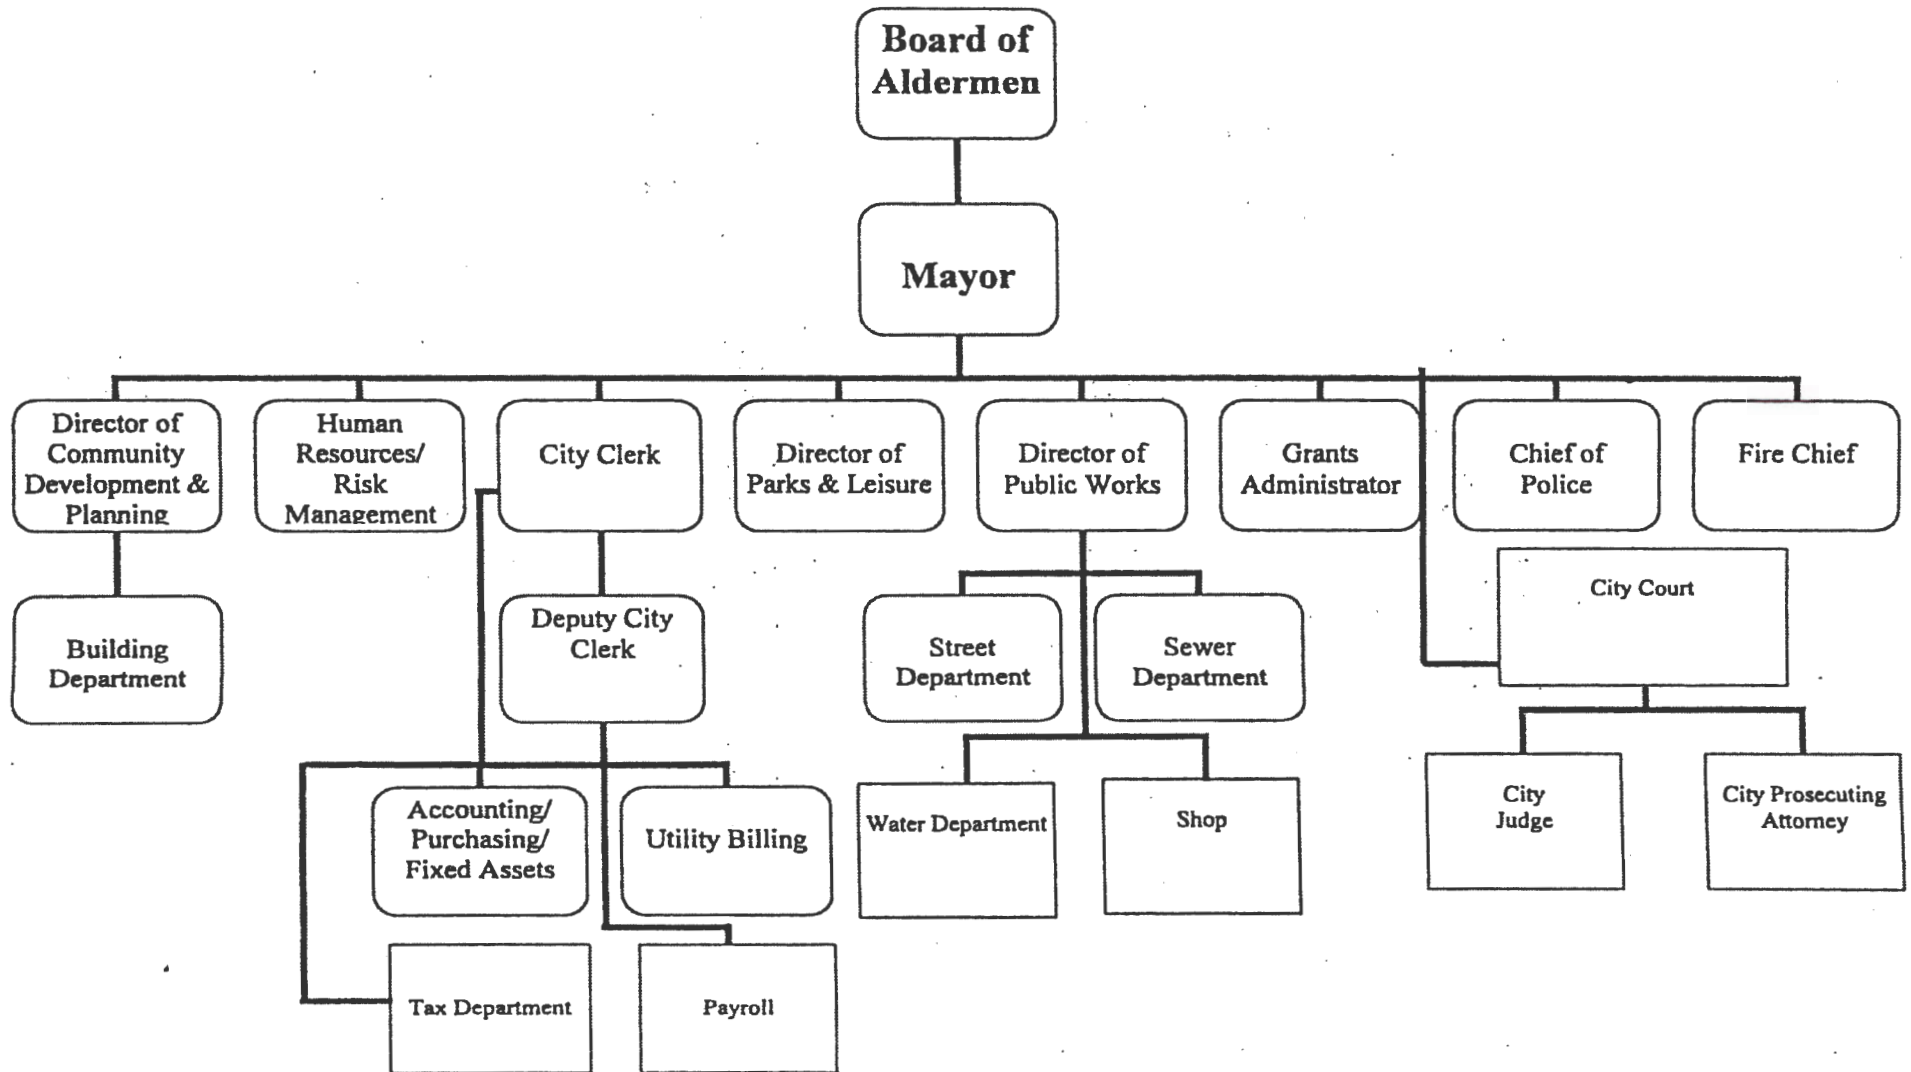 Board of
Aldermen
Mayor
Director of
Community
Development &
Planning
Human
Resources/
Risk
Management
City Clerk
Director of
Parks & Leisure
Director of
Public Works
Grants
Administrator
Chief of
Police
Fire Chief
City Court
Building
Department
Deputy City
Clerk
Street
Department
Sewer
Department
Accounting/
Purchasing/
Fixed Assets
Utility Billing
Water Department
Shop
City
Judge
City Prosecuting
Attorney
Tax Department
Payroll